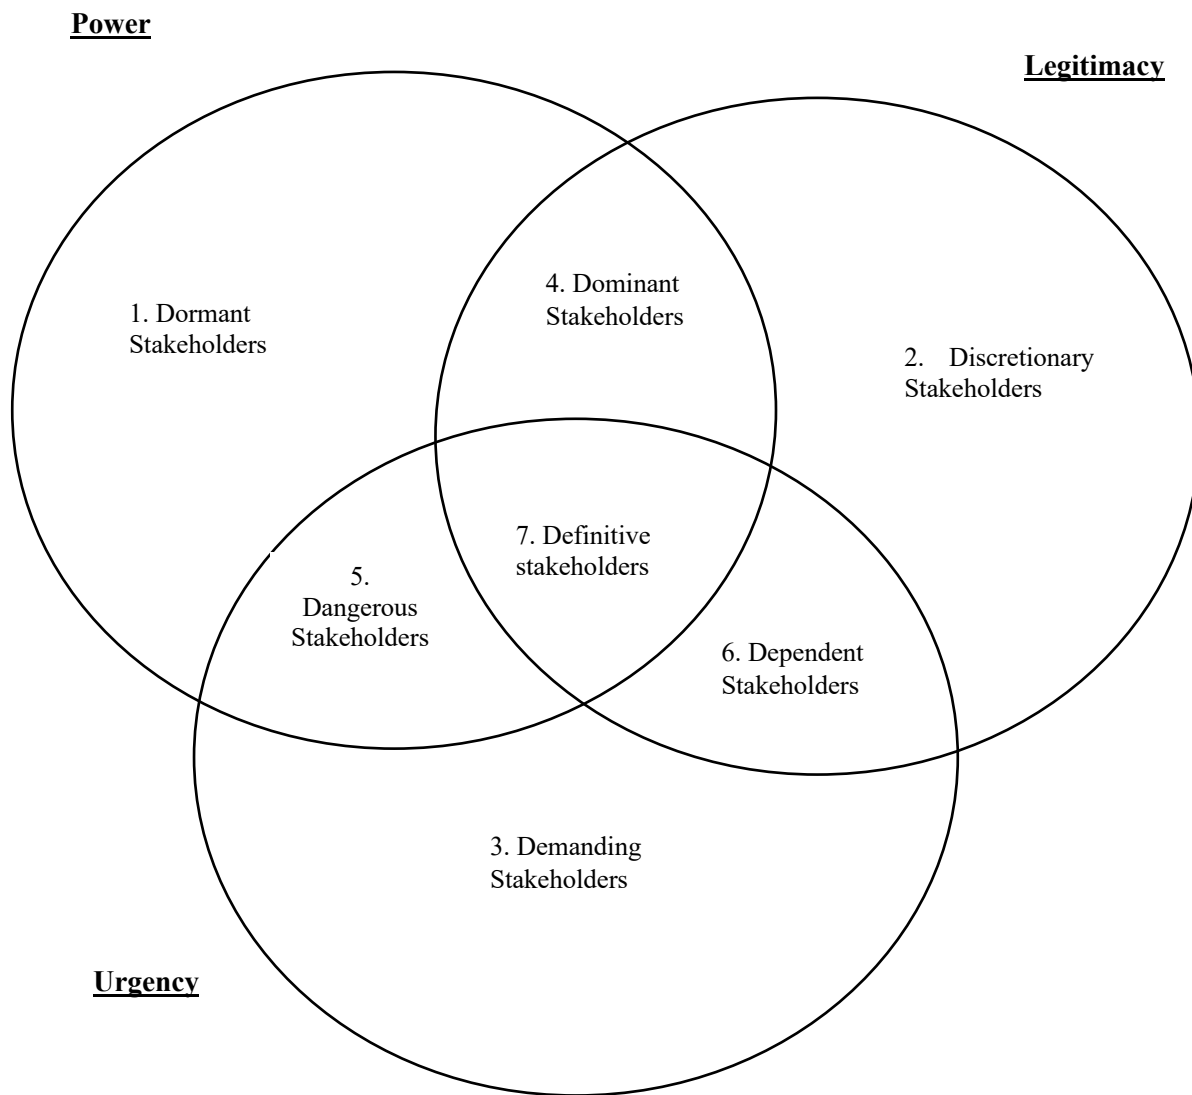 Power
Legitimacy
1. Dormant
Stakeholders
4. Dominant
Stakeholders
2. Discretionary
Stakeholders
7. Definitive
stakeholders
5.
Dangerous
Stakeholders
6. Dependent
Stakeholders
3. Demanding
Stakeholders
Urgency